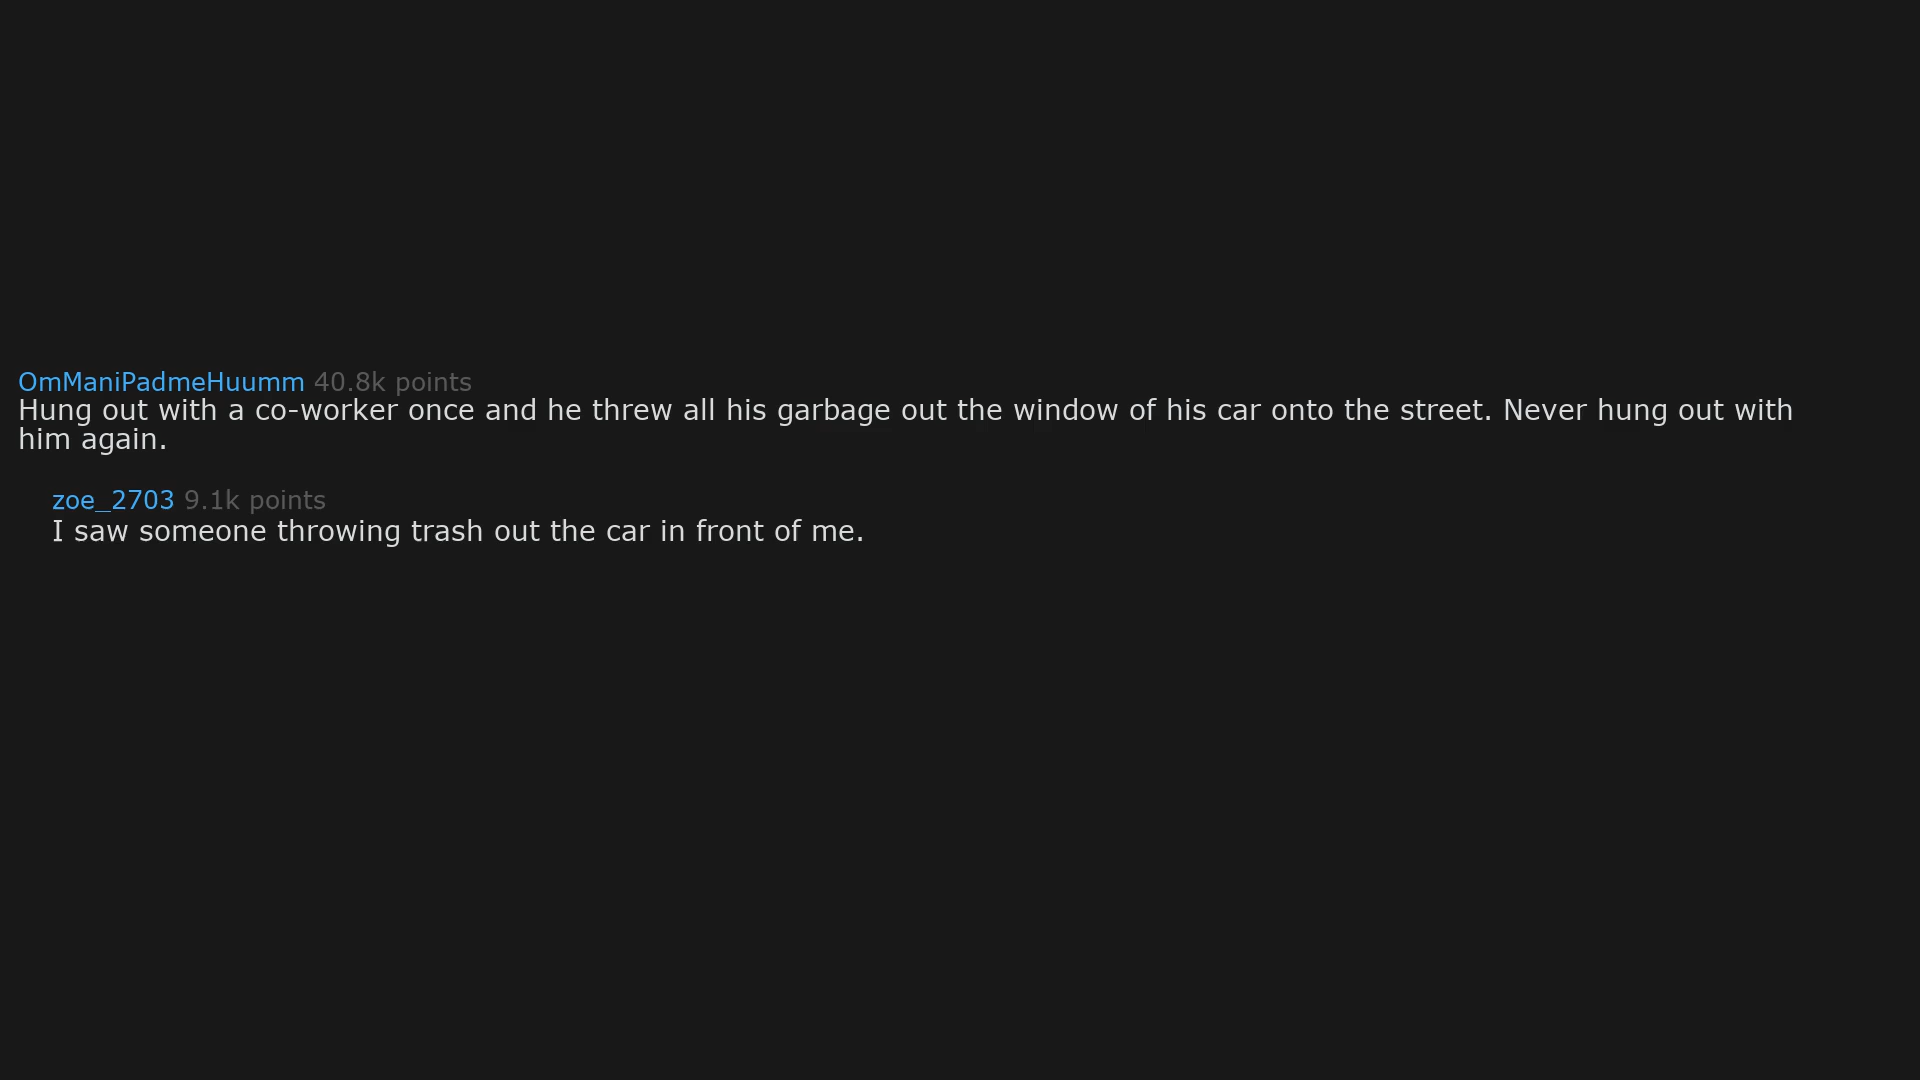 OmManiPadmeHuumm 40.8k points
Hung out with a co-worker once and he threw all his garbage out the window of his car onto the street. Never hung out with
him again.
zoe_2703 9.1k points
I saw someone throwing trash out the car in front of me.